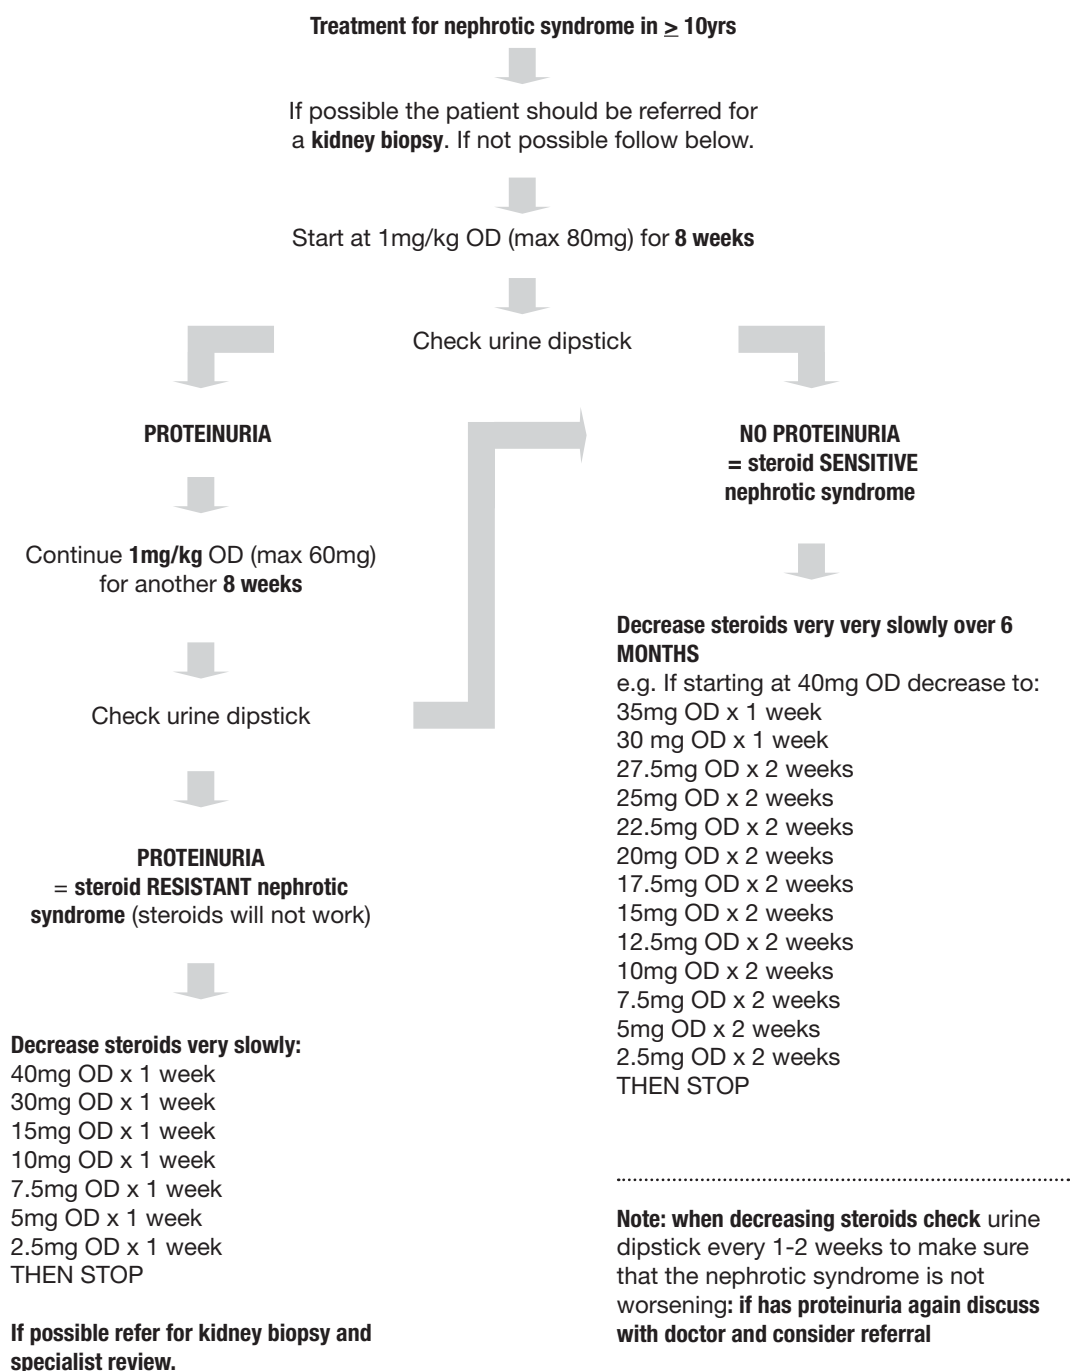 Treatment for nephrotic syndrome in ≥ 10yrs
If possible the patient should be referred for
a kidney biopsy. If not possible follow below.
Start at 1mg/kg OD (max 80mg) for 8 weeks
Check urine dipstick
PROTEINURIA
Continue 1mg/kg OD (max 60mg)
for another 8 weeks
Check urine dipstick
PROTEINURIA
= steroid RESISTANT nephrotic
syndrome (steroids will not work)
Decrease steroids very slowly:
40mg OD x 1 week
30mg OD x 1 week
15mg OD x 1 week
10mg OD x 1 week
7.5mg OD x 1 week
5mg OD x 1 week
2.5mg OD x 1 week
THEN STOP
If possible refer for kidney biopsy and
specialist review.
NO PROTEINURIA
= steroid SENSITIVE
nephrotic syndrome
Decrease steroids very very slowly over 6
MONTHS
e.g. If starting at 40mg OD decrease to:
35mg OD x 1 week
30 mg OD x 1 week
27.5mg OD x 2 weeks
25mg OD x 2 weeks
22.5mg OD x 2 weeks
20mg OD x 2 weeks
17.5mg OD x 2 weeks
15mg OD x 2 weeks
12.5mg OD x 2 weeks
10mg OD x 2 weeks
7.5mg OD x 2 weeks
5mg OD x 2 weeks
2.5mg OD x 2 weeks
THEN STOP
Note: when decreasing steroids check urine
dipstick every 1-2 weeks to make sure
that the nephrotic syndrome is not
worsening: if has proteinuria again discuss
with doctor and consider referral